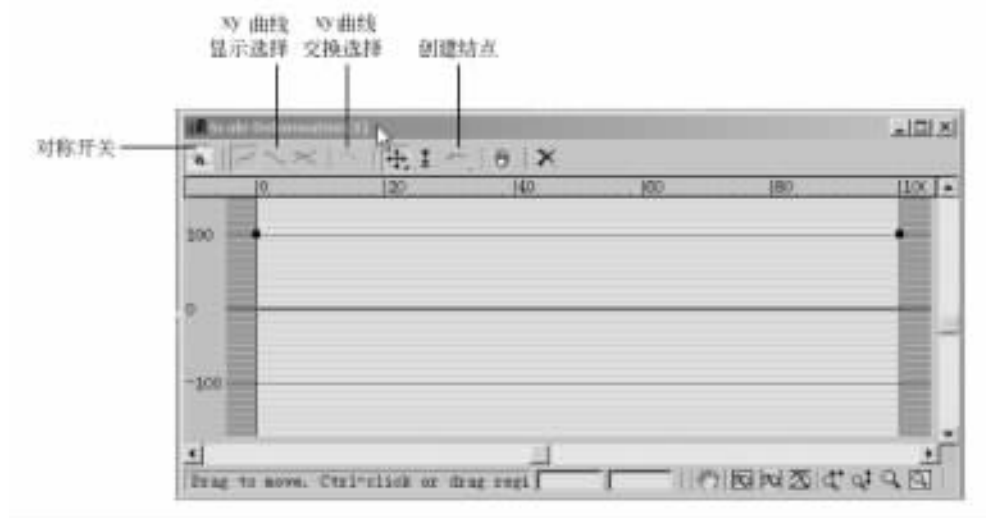 xy 曲线 xy 曲线
显示选择 交换选择 创建结点
对称开关
0 20 40 60 80 100
100
0
-100
Drag to move. Ctrl-click or drag regi